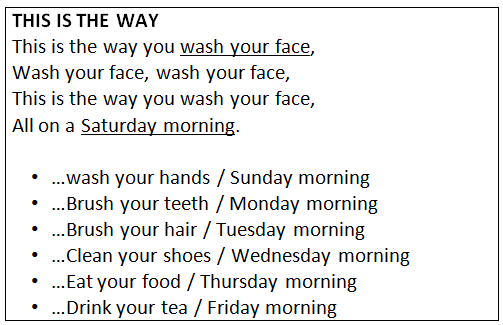 THIS IS THE WAY
This is the way you wash your face,
Wash your face, wash your face,
This is the way you wash your face,
All on a Saturday morning.
• ...wash your hands / Sunday morning
• ...Brush your teeth / Monday morning
• ...Brush your hair / Tuesday morning
• ...Clean your shoes / Wednesday morning
• ...Eat your food / Thursday morning
• ...Drink your tea / Friday morning